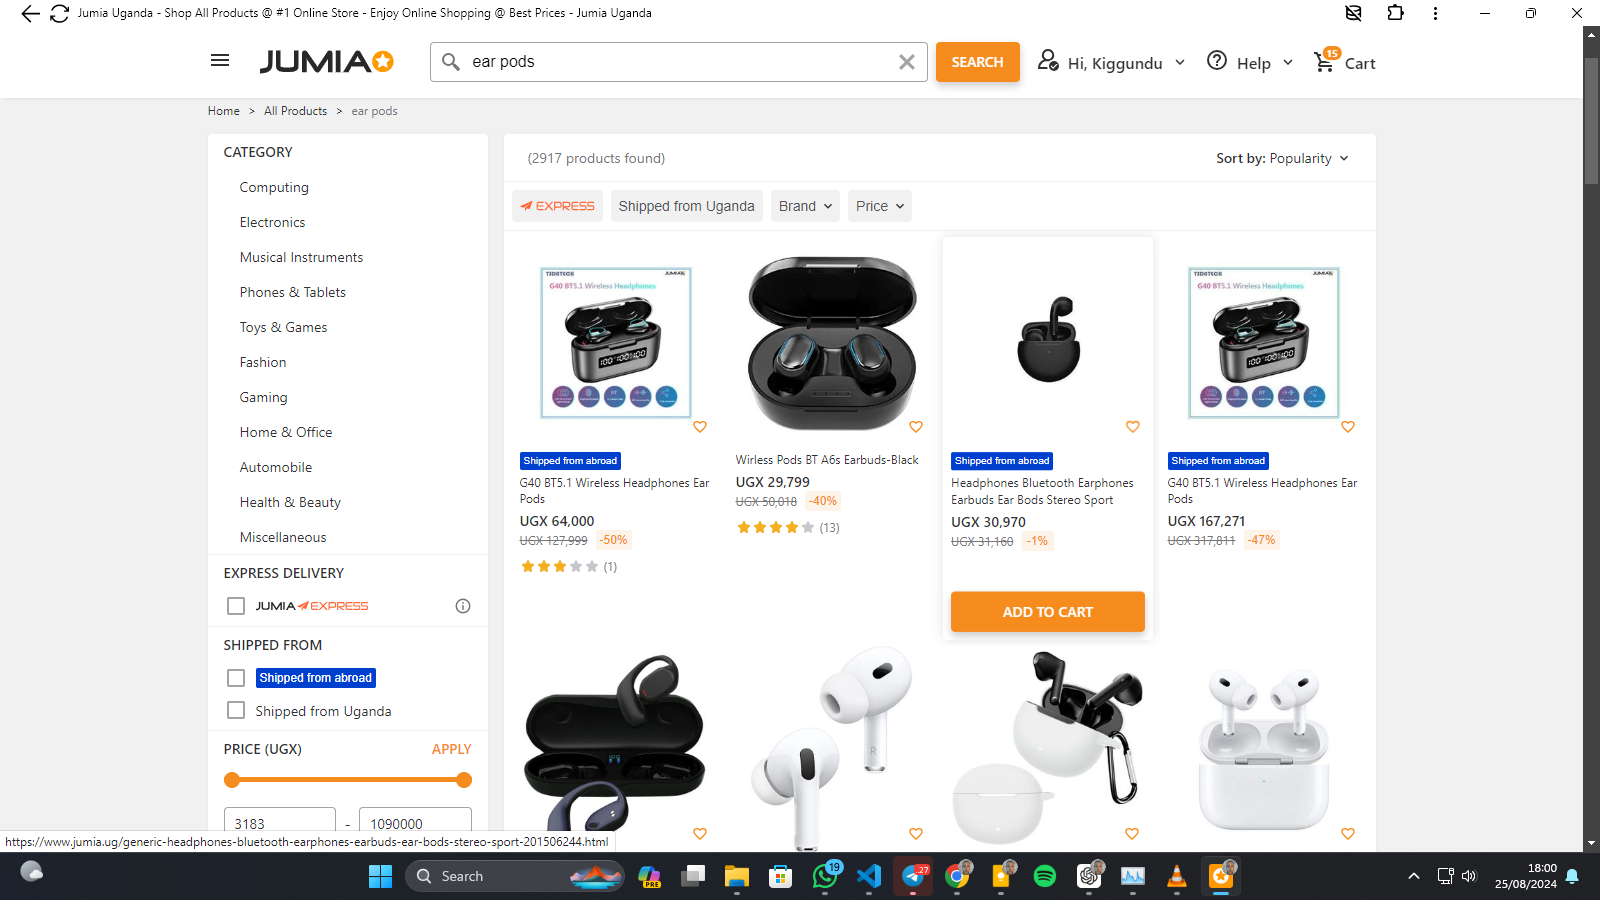 Jumia Uganda - Shop All Products @ #1 Online Store - Enjoy Online Shopping @ Best Prices - Jumia Uganda
JUMIA
ear pods
SEARCH
Hi, Kiggundu
Help
15
Cart
Home > All Products > ear pods
CATEGORY
Computing
Electronics
Musical Instruments
Phones & Tablets
Toys & Games
Fashion
Gaming
Home & Office
Automobile
Health & Beauty
Miscellaneous
EXPRESS DELIVERY
JUMIA EXPRESS
SHIPPED FROM
Shipped from abroad
Shipped from Uganda
PRICE (UGX)
APPLY
3183 - 1090000
(2917 products found)
Sort by: Popularity
EXPRESS
Shipped from Uganda
Brand
Price
TJDRTECH
JUMIA
G40 BT5.1 Wireless Headphones
Shipped from abroad
G40 BT5.1 Wireless Headphones Ear
Pods
UGX 64,000
UGX 127,999 -50%
(1)
Wirless Pods BT A6s Earbuds-Black
UGX 29,799
UGX 50,018 -40%
(13)
Shipped from abroad
Headphones Bluetooth Earphones
Earbuds Ear Bods Stereo Sport
UGX 30,970
UGX 31,160 -1%
ADD TO CART
TJDRTECH
JUMIA
G40 BT5.1 Wireless Headphones
Shipped from abroad
G40 BT5.1 Wireless Headphones Ear
Pods
UGX 167,271
UGX 317,811 -47%
R
https://www.jumia.ug/generic-headphones-bluetooth-earphones-earbuds-ear-bods-stereo-sport-201506244.html
Search
PRE
19
.27
18:00
25/08/2024